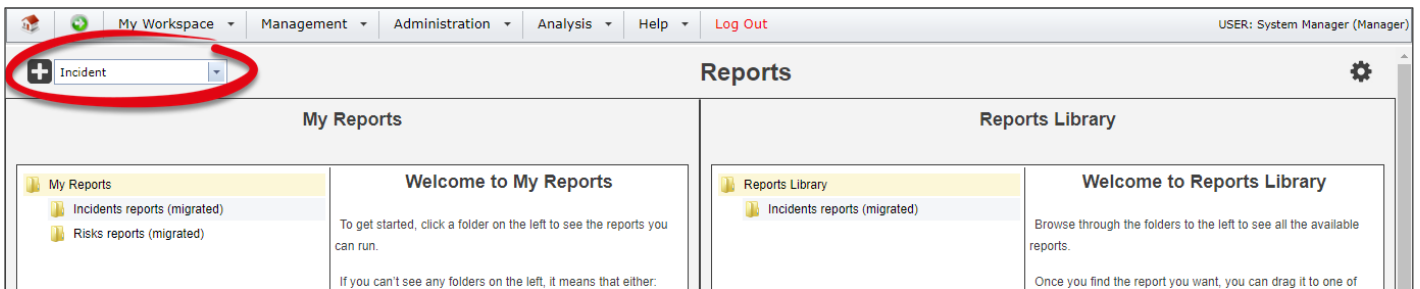 My Workspace Management Administration Analysis Help Log Out USER: System Manager (Manager)
Incident
Reports
My Reports
Reports Library
My Reports
Incidents reports (migrated)
Risks reports (migrated)
Welcome to My Reports
To get started, click a folder on the left to see the reports you
can run.
If you can't see any folders on the left, it means that either:
Reports Library
Incidents reports (migrated)
Welcome to Reports Library
Browse through the folders to the left to see all the available
reports.
Once you find the report you want, you can drag it to one of